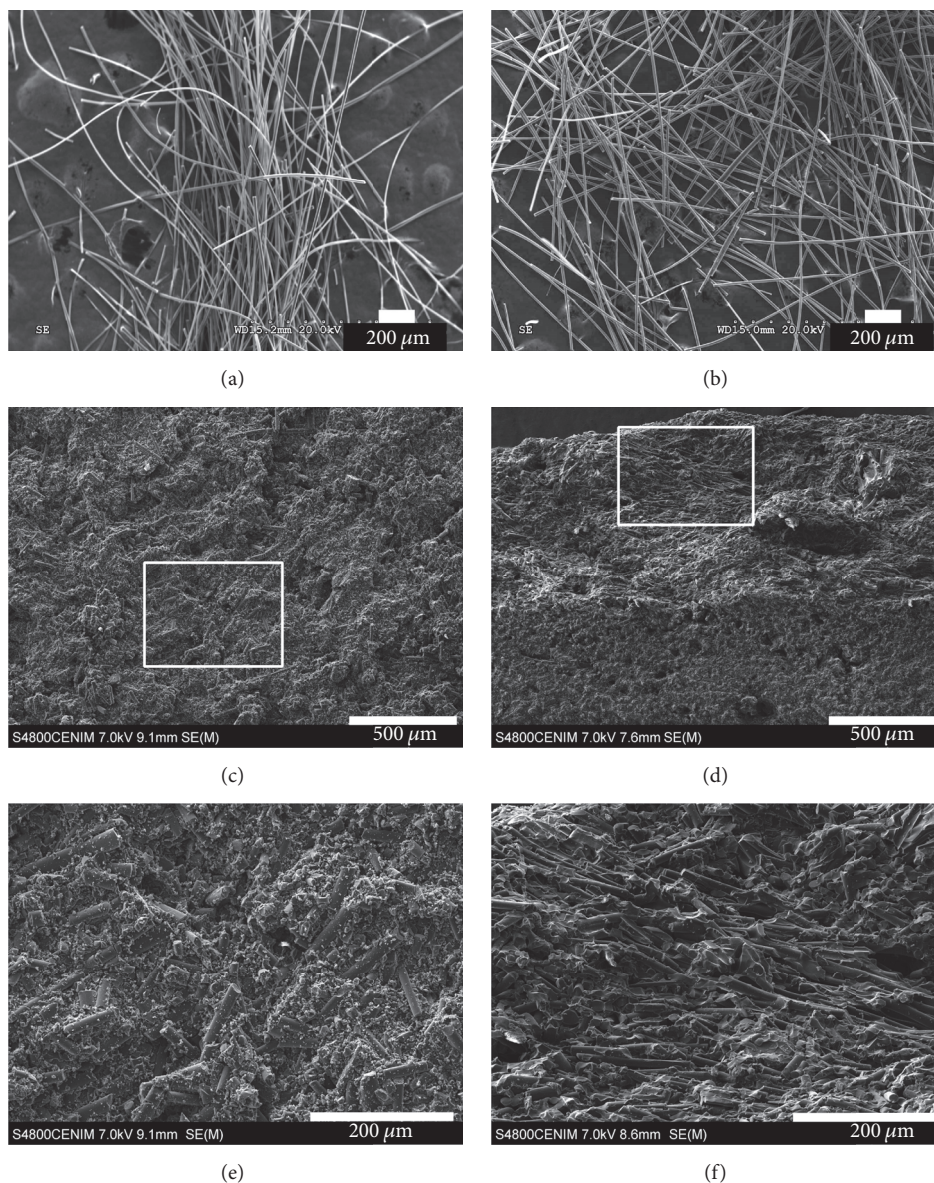 SE WD15.2mm 20.0kV 200 μm
SE WD15.0mm 20.0kV 200 μm
(a)
(b)
S4800CENIM 7.0kV 9.1mm SE(M) 500 μm
S4800CENIM 7.0kV 7.6mm SE(M) 500 μm
(c)
(d)
S4800CENIM 7.0kV 9.1mm SE(M) 200 μm
S4800CENIM 7.0kV 8.6mm SE(M) 200 μm
(e)
(f)